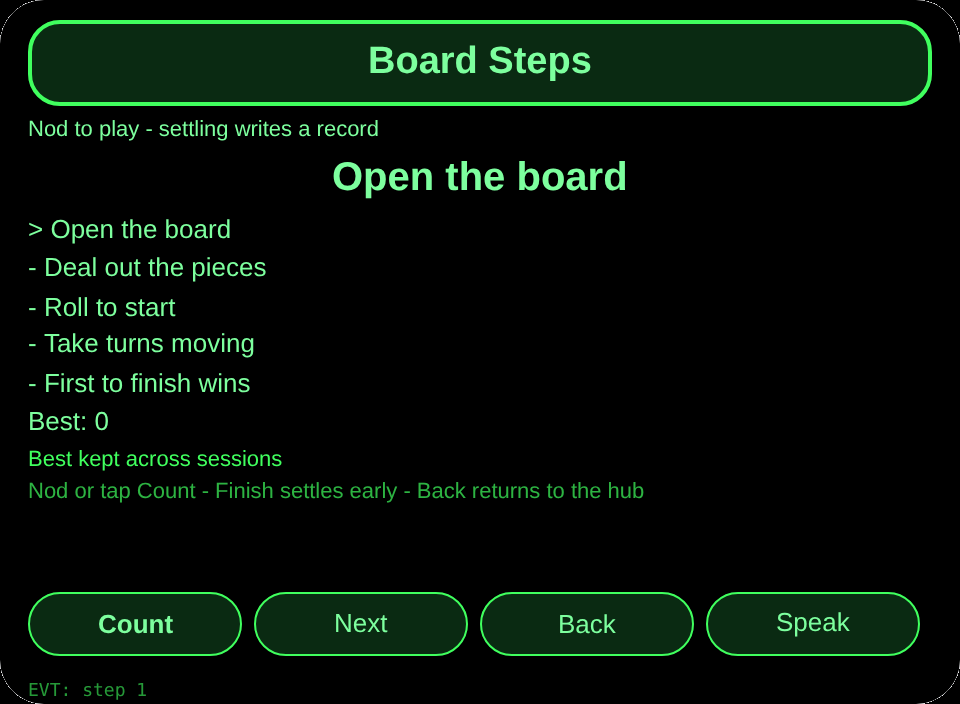 Board Steps
Nod to play - settling writes a record
Open the board
> Open the board
- Deal out the pieces
- Roll to start
- Take turns moving
- First to finish wins
Best: 0
Best kept across sessions
Nod or tap Count - Finish settles early - Back returns to the hub
Count Next Back Speak
EVT: step 1